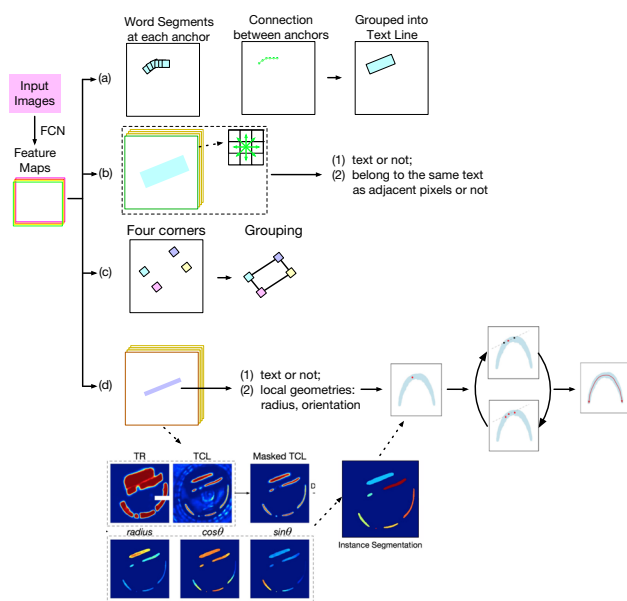 Word Segments
at each anchor
Connection
between anchors
Grouped into
Text Line
(a)
Input
Images
FCN
Feature
Maps
(b)
(1) text or not;
(2) belong to the same text
as adjacent pixels or not
Four corners
Grouping
(c)
(d)
(1) text or not;
(2) local geometries:
radius, orientation
TR
TCL
Masked TCL
D
radius
cosθ
sinθ
Instance Segmentation